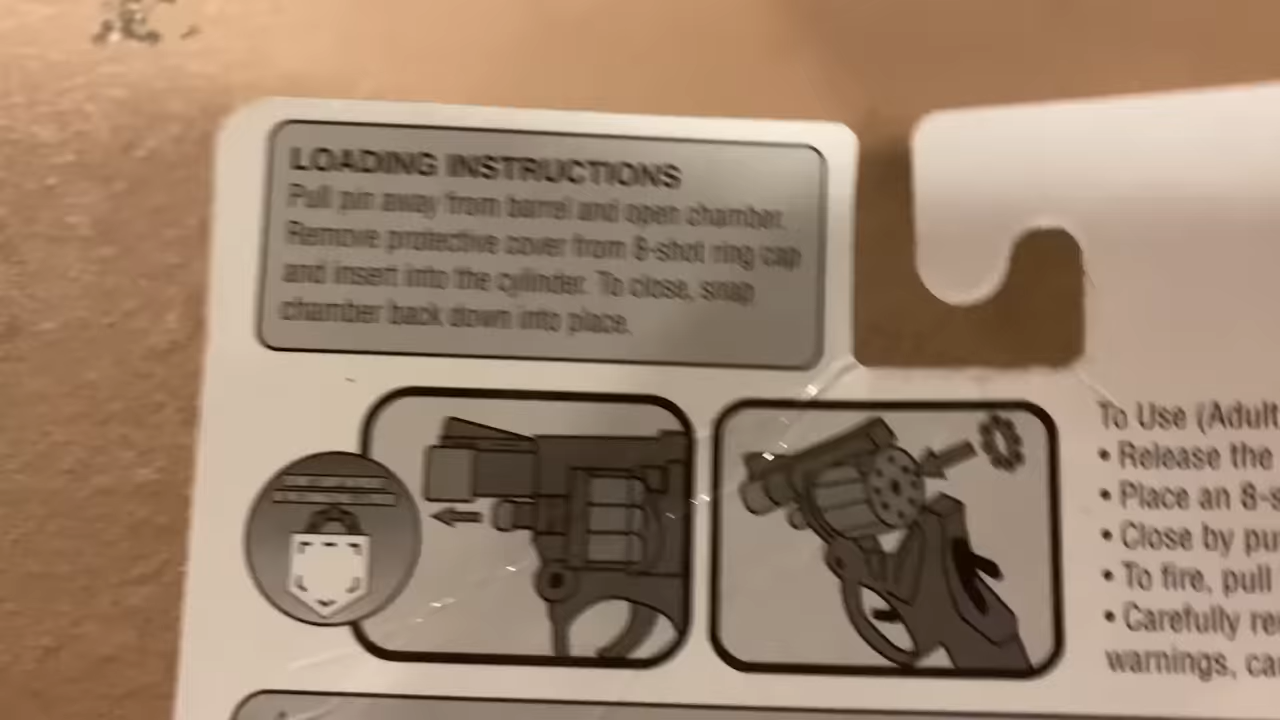 LOADING INSTRUCTIONS
Pull pin away from barrel and open chamber.
Remove protective cover from 8-shot ring cap
and insert into the cylinder. To close, snap
chamber back down into place.
To Use (Adult
• Release the
• Place an 8-s
• Close by pu
• To fire, pull
• Carefully re
warnings, ca